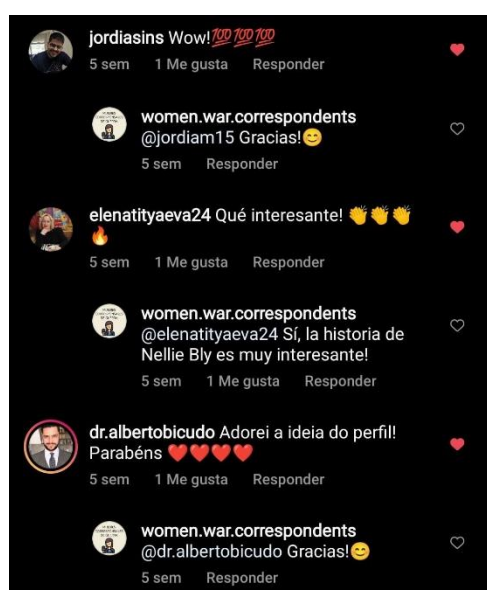 jordiasins Wow!💯💯💯
5 sem 1 Me gusta Responder
women.war.correspondents
@jordiam15 Gracias!😊
5 sem Responder
elenatityaeva24 Qué interesante! 👏👏👏
🔥
5 sem 1 Me gusta Responder
women.war.correspondents
@elenatityaeva24 Sí, la historia de
Nellie Bly es muy interesante!
5 sem 1 Me gusta Responder
dr.albertobicudo Adorei a ideia do perfil!
Parabéns ❤️❤️❤️❤️
5 sem 1 Me gusta Responder
women.war.correspondents
@dr.albertobicudo Gracias!😊
5 sem Responder